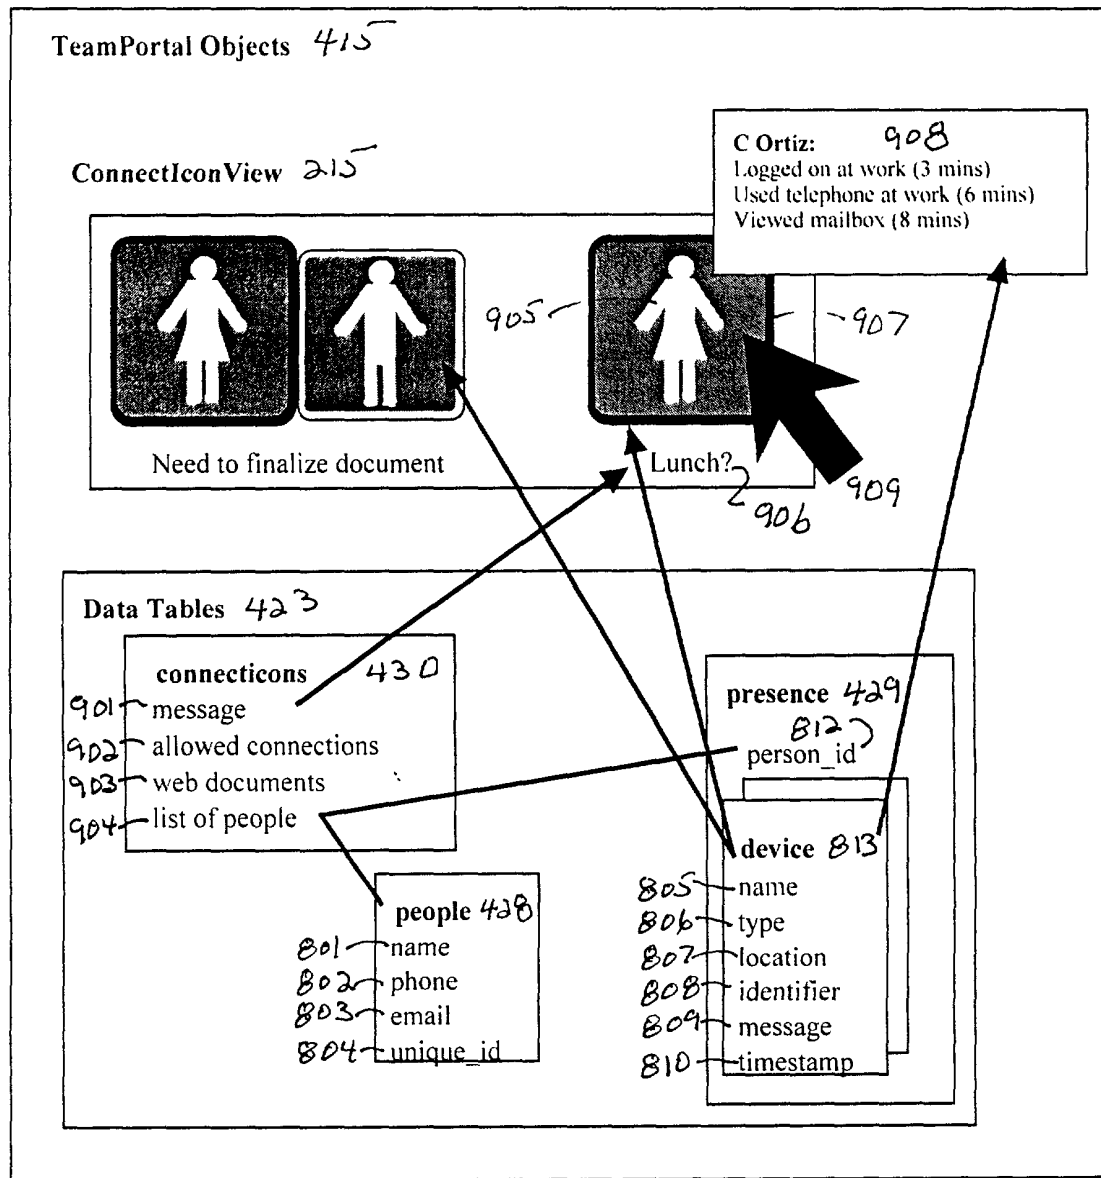 TeamPortal Objects 415
C Ortiz: 908
Logged on at work (3 mins)
Used telephone at work (6 mins)
Viewed mailbox (8 mins)
ConnectIconView 215
905
907
Need to finalize document
Lunch?
906
909
Data Tables 423
connecticons 430
901 message
902 allowed connections
903 web documents
904 list of people
people 428
801 name
802 phone
803 email
804 unique_id
presence 429
812
person_id
device 813
805 name
806 type
807 location
808 identifier
809 message
810 timestamp